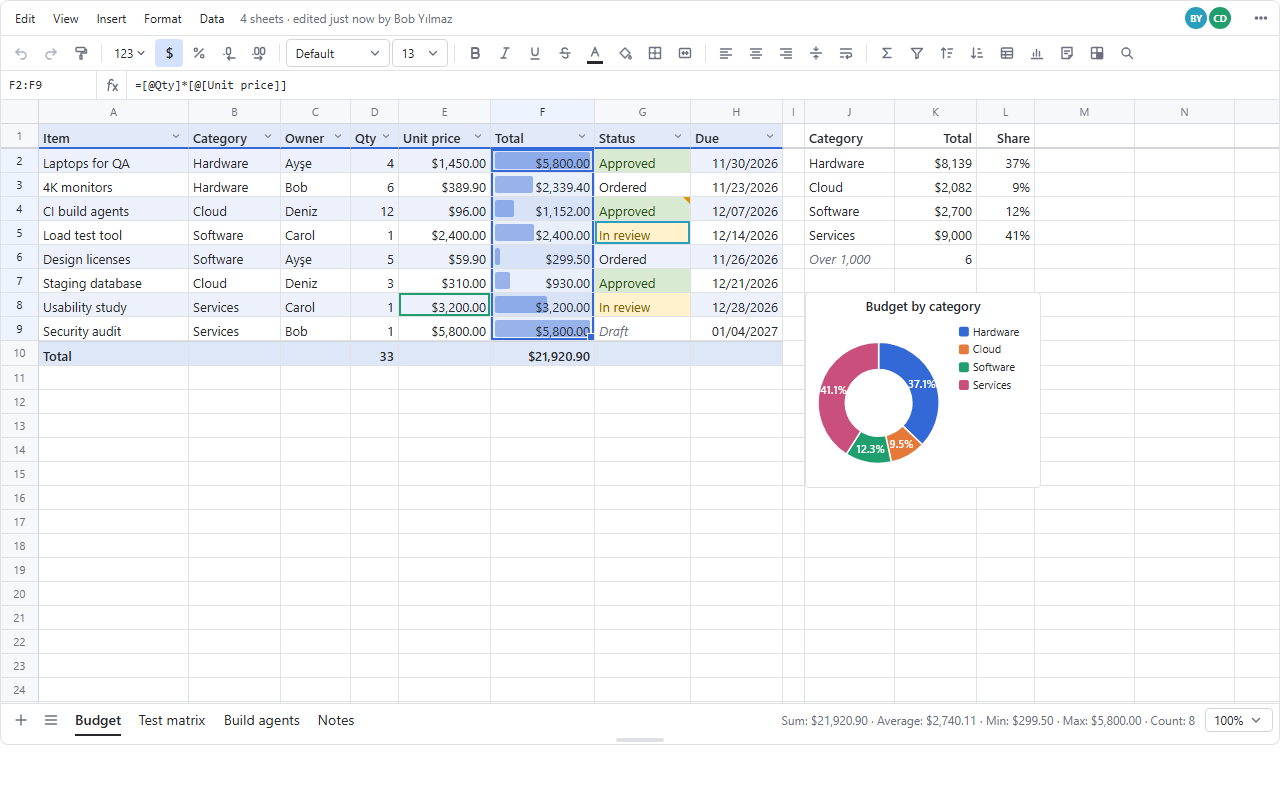 Edit View Insert Format Data 4 sheets · edited just now by Bob Yılmaz BY CD
123 $ % .0 .00 Default 13 B I U S A Σ
F2:F9 fx =[@Qty]*[@[Unit price]]
A B C D E F G H I J K L M N
1 Item Category Owner Qty Unit price Total Status Due Category Total Share
2 Laptops for QA Hardware Ayşe 4 $1,450.00 $5,800.00 Approved 11/30/2026 Hardware $8,139 37%
3 4K monitors Hardware Bob 6 $389.90 $2,339.40 Ordered 11/23/2026 Cloud $2,082 9%
4 CI build agents Cloud Deniz 12 $96.00 $1,152.00 Approved 12/07/2026 Software $2,700 12%
5 Load test tool Software Carol 1 $2,400.00 $2,400.00 In review 12/14/2026 Services $9,000 41%
6 Design licenses Software Ayşe 5 $59.90 $299.50 Ordered 11/26/2026 Over 1,000 6
7 Staging database Cloud Deniz 3 $310.00 $930.00 Approved 12/21/2026
8 Usability study Services Carol 1 $3,200.00 $3,200.00 In review 12/28/2026
9 Security audit Services Bob 1 $5,800.00 $5,800.00 Draft 01/04/2027
10 Total 33 $21,920.90
Budget by category
Hardware
Cloud
Software
Services
37.1%
41.1%
9.5%
12.3%
11
12
13
14
15
16
17
18
19
20
21
22
23
24
Budget Test matrix Build agents Notes Sum: $21,920.90 · Average: $2,740.11 · Min: $299.50 · Max: $5,800.00 · Count: 8 100%